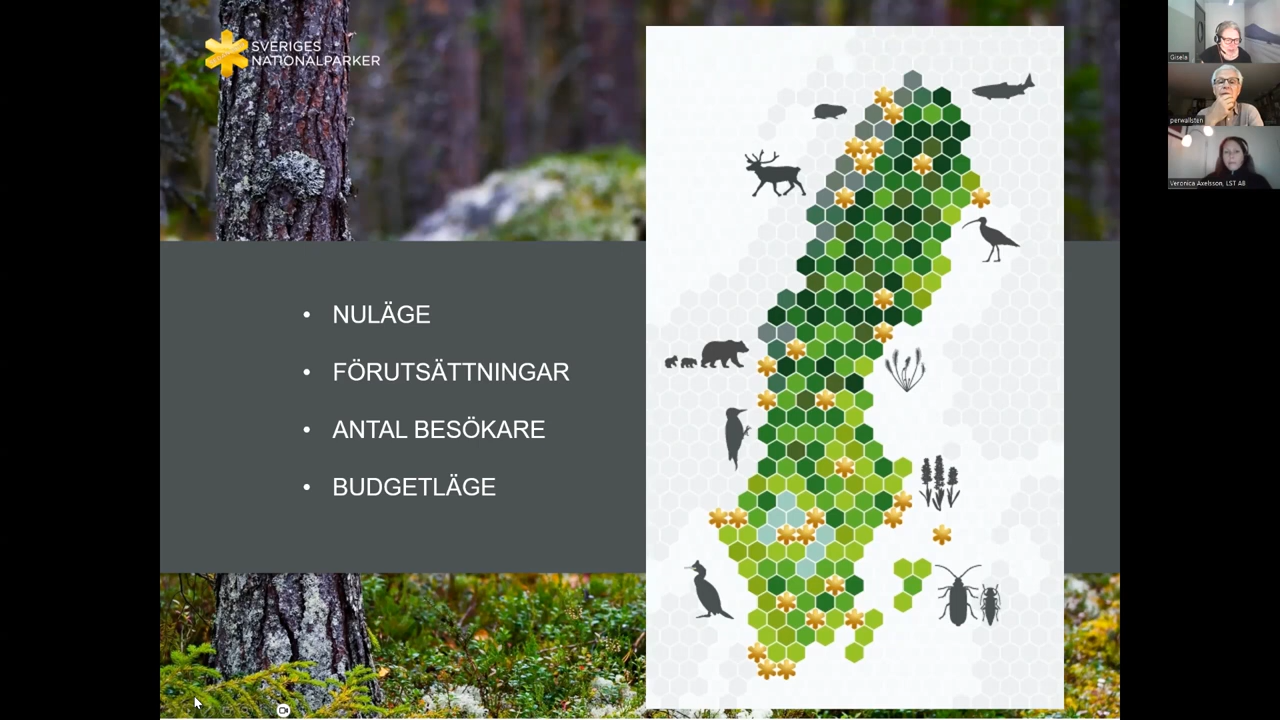 SVERIGES
NATIONALPARKER
• NULÄGE
• FÖRUTSÄTTNINGAR
• ANTAL BESÖKARE
• BUDGETLÄGE
Gisela
perwallsten
Veronica Axelsson, LST AB